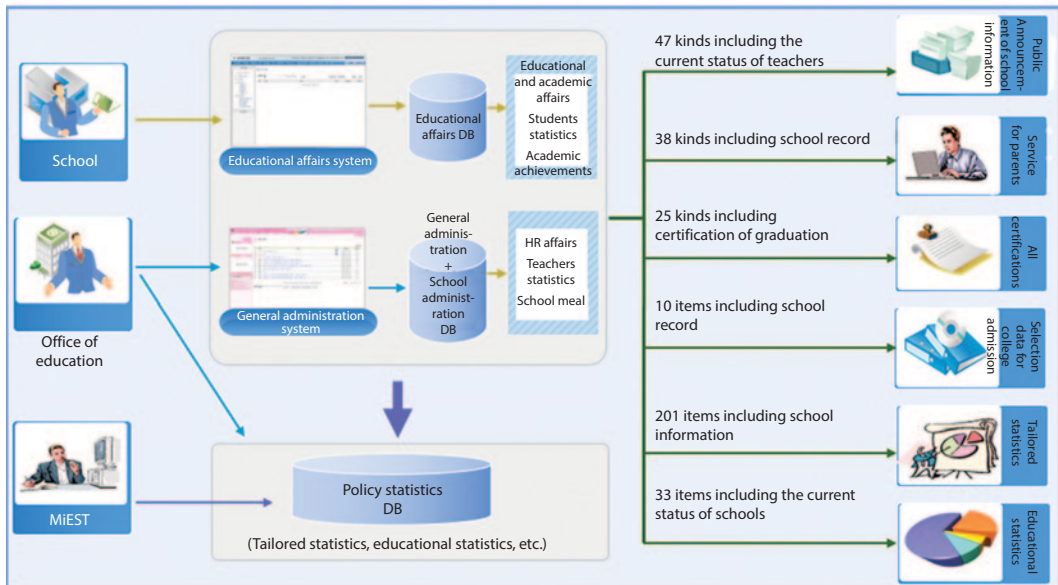 School
Office of
education
MiEST
Educational affairs system
Educational
affairs DB
Educational
and academic
affairs
Students
statistics
Academic
achievements
General administration
system
General
adminis-
tration
+
School
administ-
ration
DB
HR affairs
Teachers
statistics
School meal
Policy statistics
DB
(Tailored statistics, educational statistics, etc.)
47 kinds including the
current status of teachers
Public
Announcem-
ent of school
information
38 kinds including school record
Service
for parents
25 kinds including
certification of graduation
All
certifications
10 items including school
record
Selection
data for
college
admission
201 items including school
information
Tailored
statistics
33 items including the current
status of schools
Educational
statistics